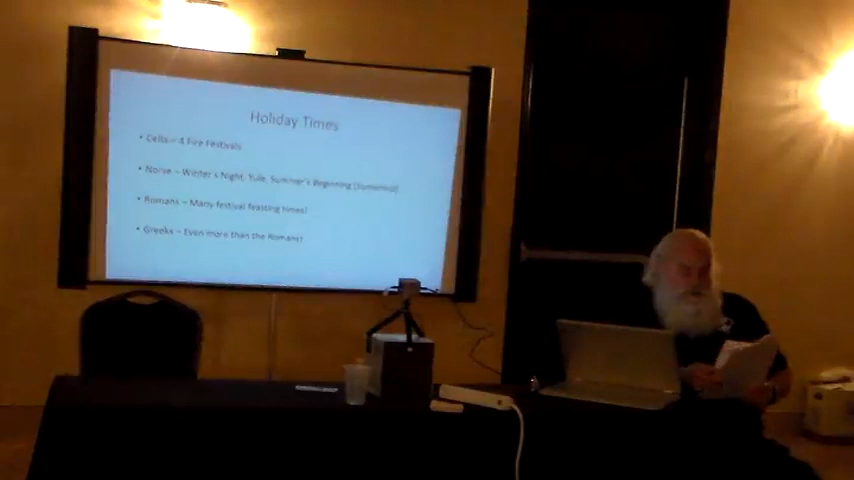 Holiday Times
• Celts – 4 Fire Festivals
• Norse – Winter's Night, Yule, Summer's Beginning
• Romans – Many festival feasting times!
• Greeks – Even more than the Romans!